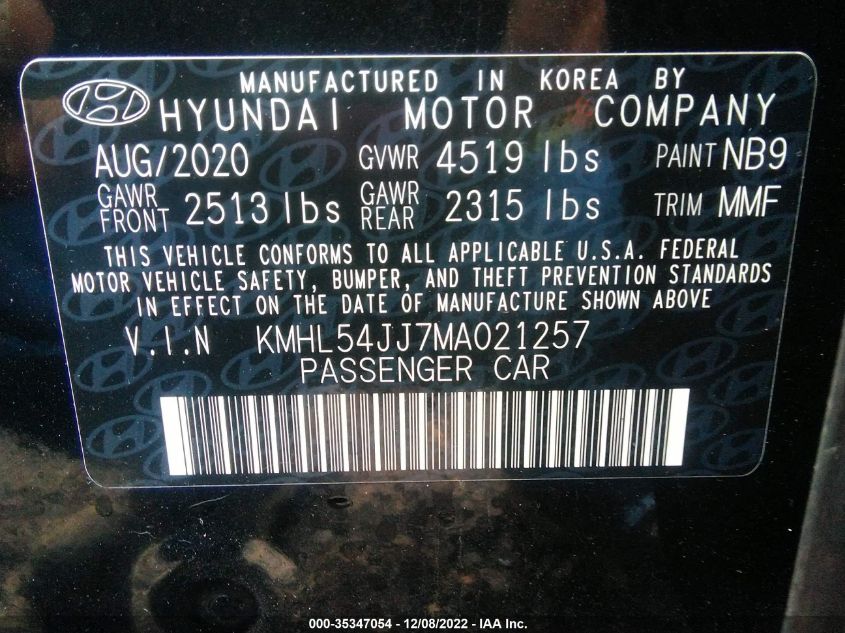 MANUFACTURED IN KOREA BY
HYUNDAI MOTOR COMPANY
AUG/2020 GVWR 4519 lbs PAINT NB9
GAWR FRONT 2513 lbs GAWR REAR 2315 lbs TRIM MMF
THIS VEHICLE CONFORMS TO ALL APPLICABLE U.S.A. FEDERAL
MOTOR VEHICLE SAFETY, BUMPER, AND THEFT PREVENTION STANDARDS
IN EFFECT ON THE DATE OF MANUFACTURE SHOWN ABOVE
V.I.N KMHL54JJ7MA021257
PASSENGER CAR
000-35347054 - 12/08/2022 - IAA Inc.